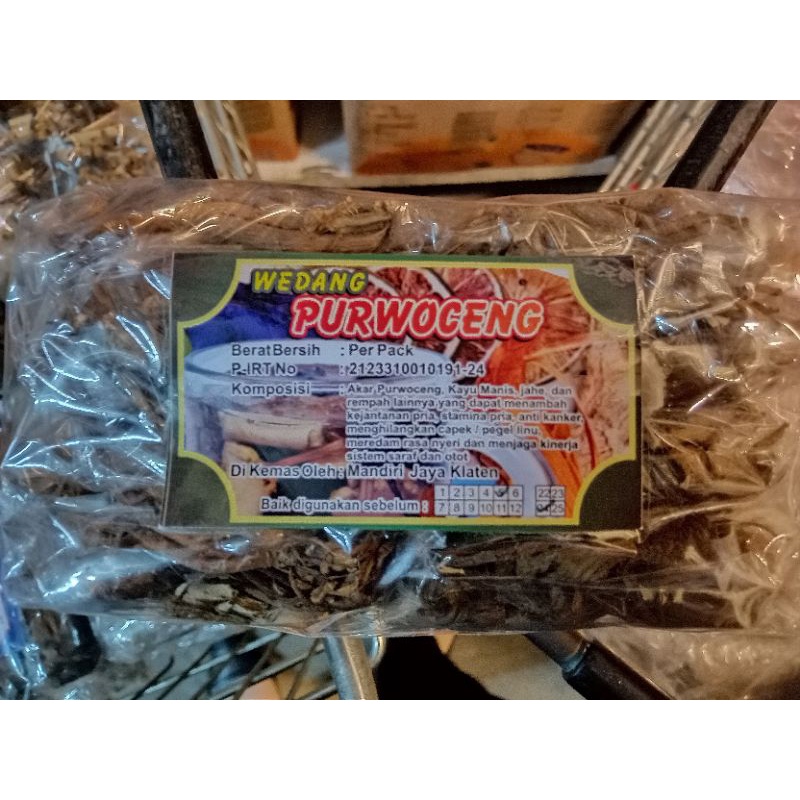 WEDANG
PURWOCENG
Berat Bersih : Per Pack
P-IRT No : 2123310010191-24
Komposisi : Akar Purwoceng, Kayu Manis, jahe, dan
rempah lainnya yang dapat menambah
kejantanan pria, stamina pria, anti kanker,
menghilangkan capek / pegel linu,
meredam rasa nyeri dan menjaga kinerja
sistem saraf dan otot
Di Kemas Oleh : Mandiri Jaya Klaten
1 2 3 4 5 6 22 23
Baik digunakan sebelum : 7 8 9 10 11 12 24 25